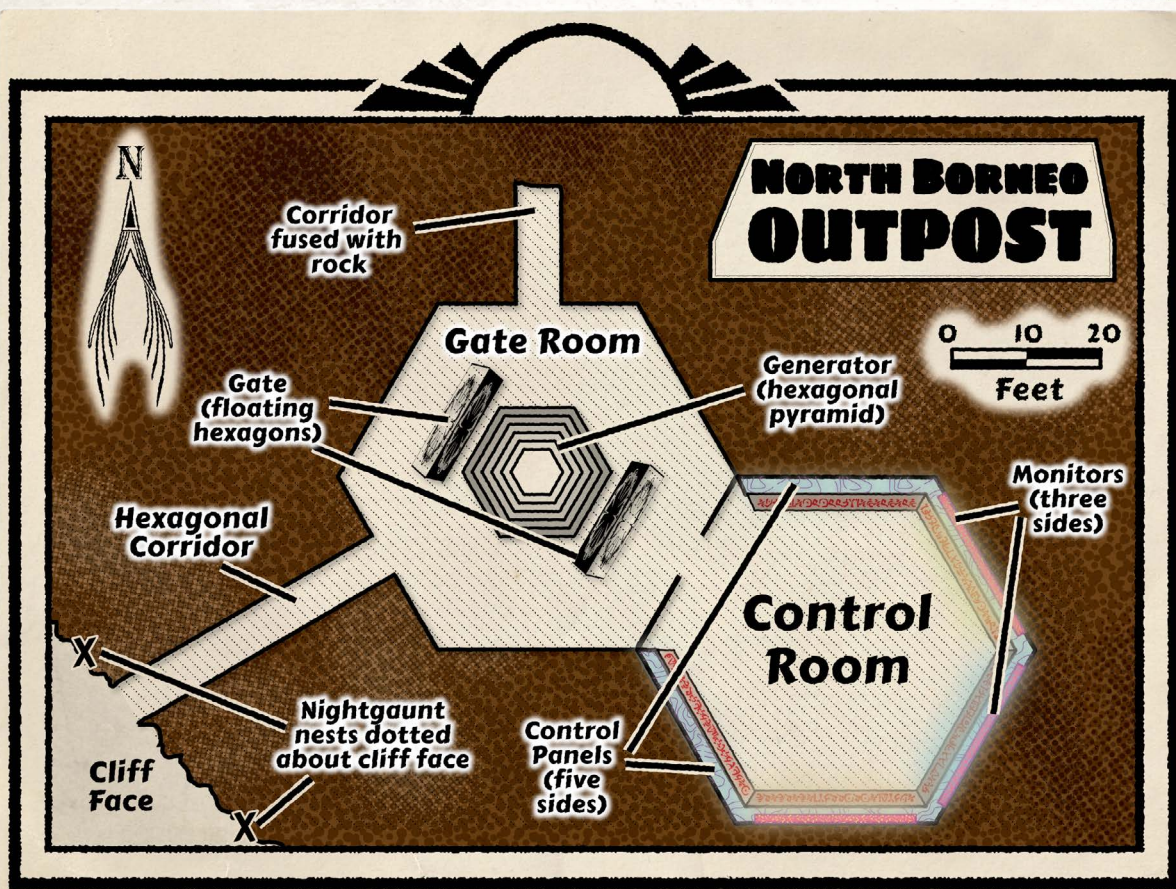 N
NORTH BORNEO
OUTPOST
Corridor
fused with
rock
0 10 20
Feet
Gate Room
Gate
(floating
hexagons)
Generator
(hexagonal
pyramid)
Monitors
(three
sides)
Hexagonal
Corridor
Control
Room
X
Nightgaunt
nests dotted
about cliff face
Control
Panels
(five
sides)
Cliff
Face
X